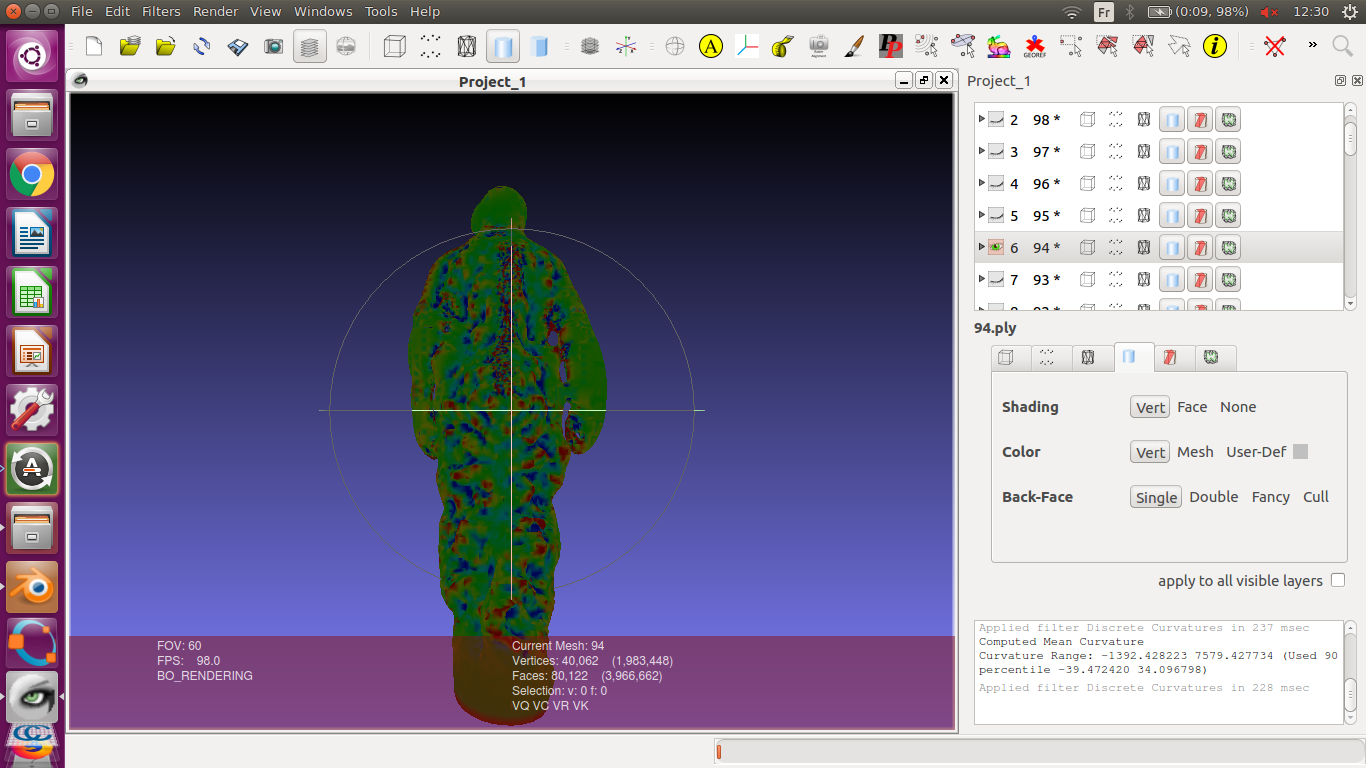 File Edit Filters Render View Windows Tools Help
Fr (0:09, 98%) 12:30
A PP GEOREF i »
Project_1
Project_1
2 98 *
3 97 *
4 96 *
5 95 *
6 94 *
7 93 *
94.ply
Shading Vert Face None
Color Vert Mesh User-Def
Back-Face Single Double Fancy Cull
apply to all visible layers
Applied filter Discrete Curvatures in 237 msec
Computed Mean Curvature
Curvature Range: -1392.428223 7579.427734 (Used 90
percentile -39.472420 34.096798)
Applied filter Discrete Curvatures in 228 msec
FOV: 60
FPS: 98.0
BO_RENDERING
Current Mesh: 94
Vertices: 40,062 (1,983,448)
Faces: 80,122 (3,966,662)
Selection: v: 0 f: 0
VQ VC VR VK